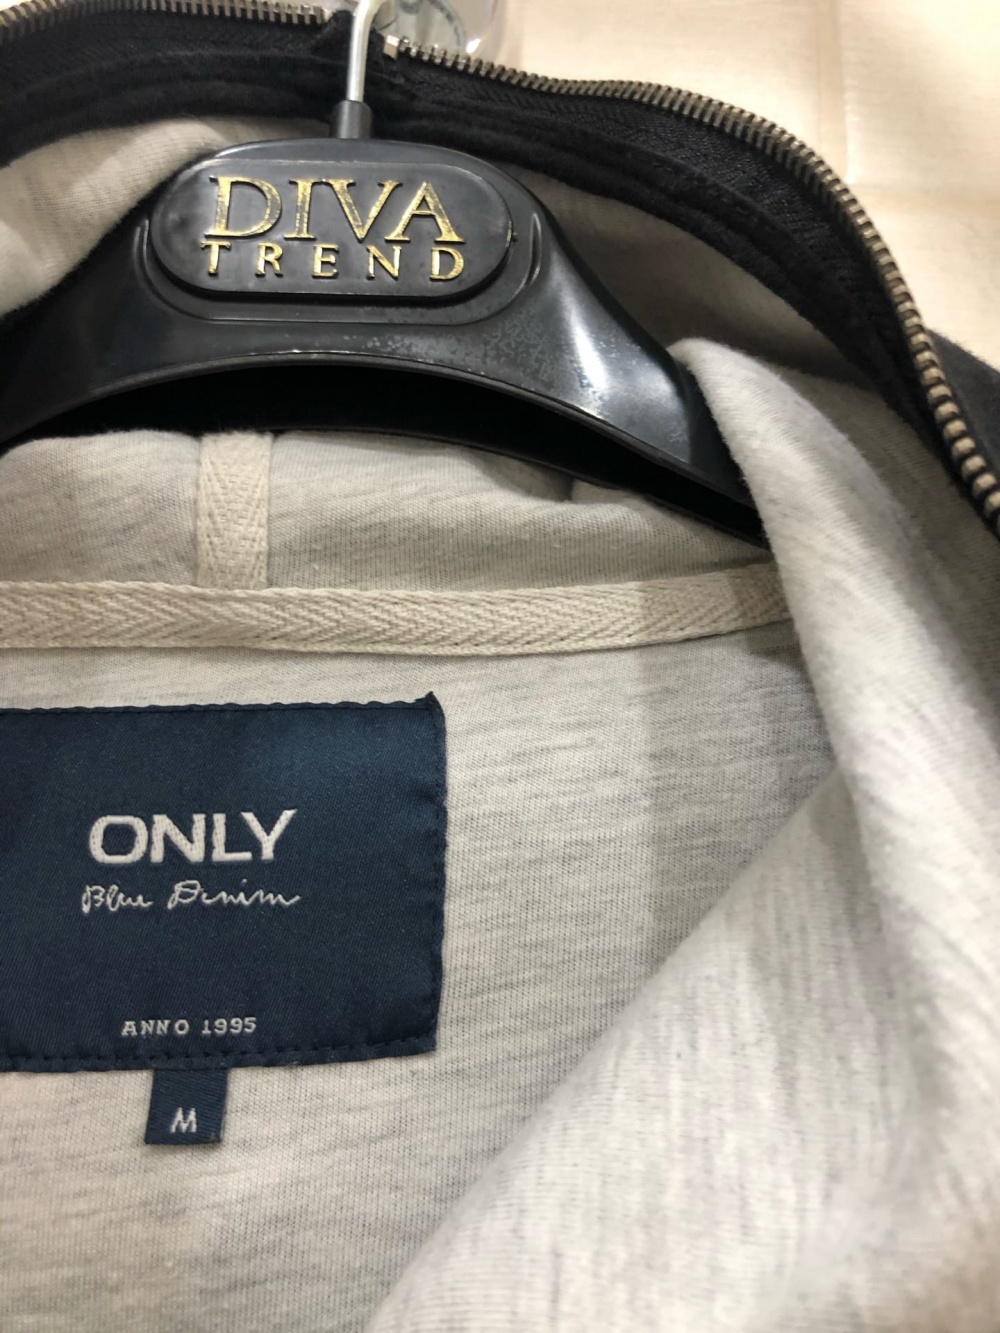 DIVA
TREND
ONLY
Blue Denim
ANNO 1995
M